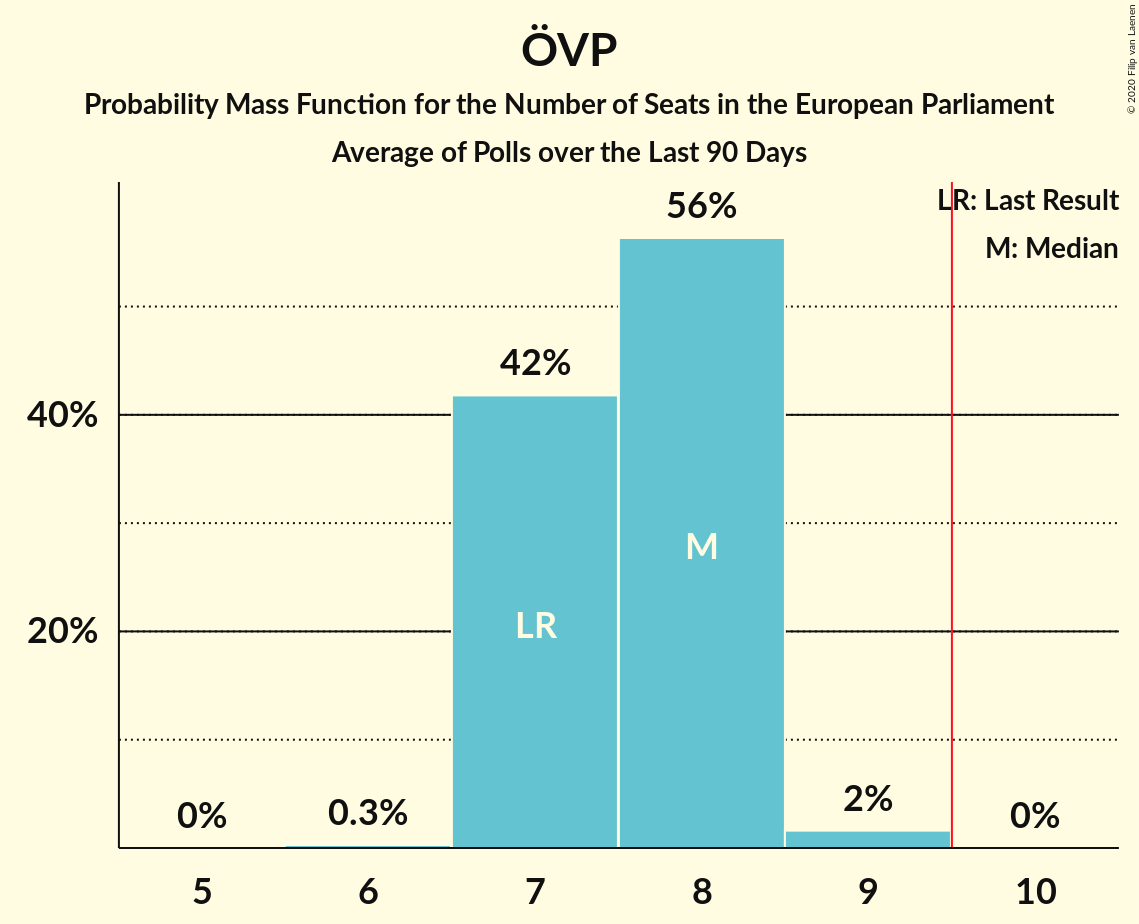 ÖVP
Probability Mass Function for the Number of Seats in the European Parliament
Average of Polls over the Last 90 Days
© 2020 Filip van Laenen
LR: Last Result
M: Median
56%
42%
40%
M
LR
20%
0%
0.3%
2%
0%
5 6 7 8 9 10